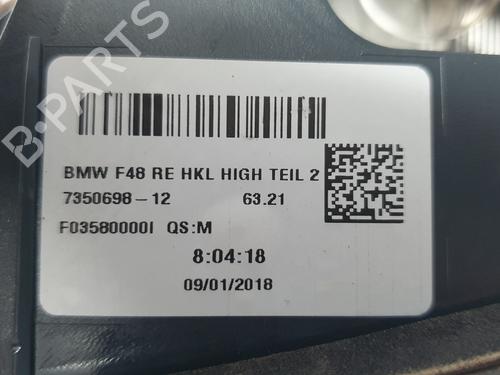 B-PARTS
BMW F48 RE HKL HIGH TEIL 2
7350698-12 63.21
F03580000I QS:M
8:04:18
09/01/2018